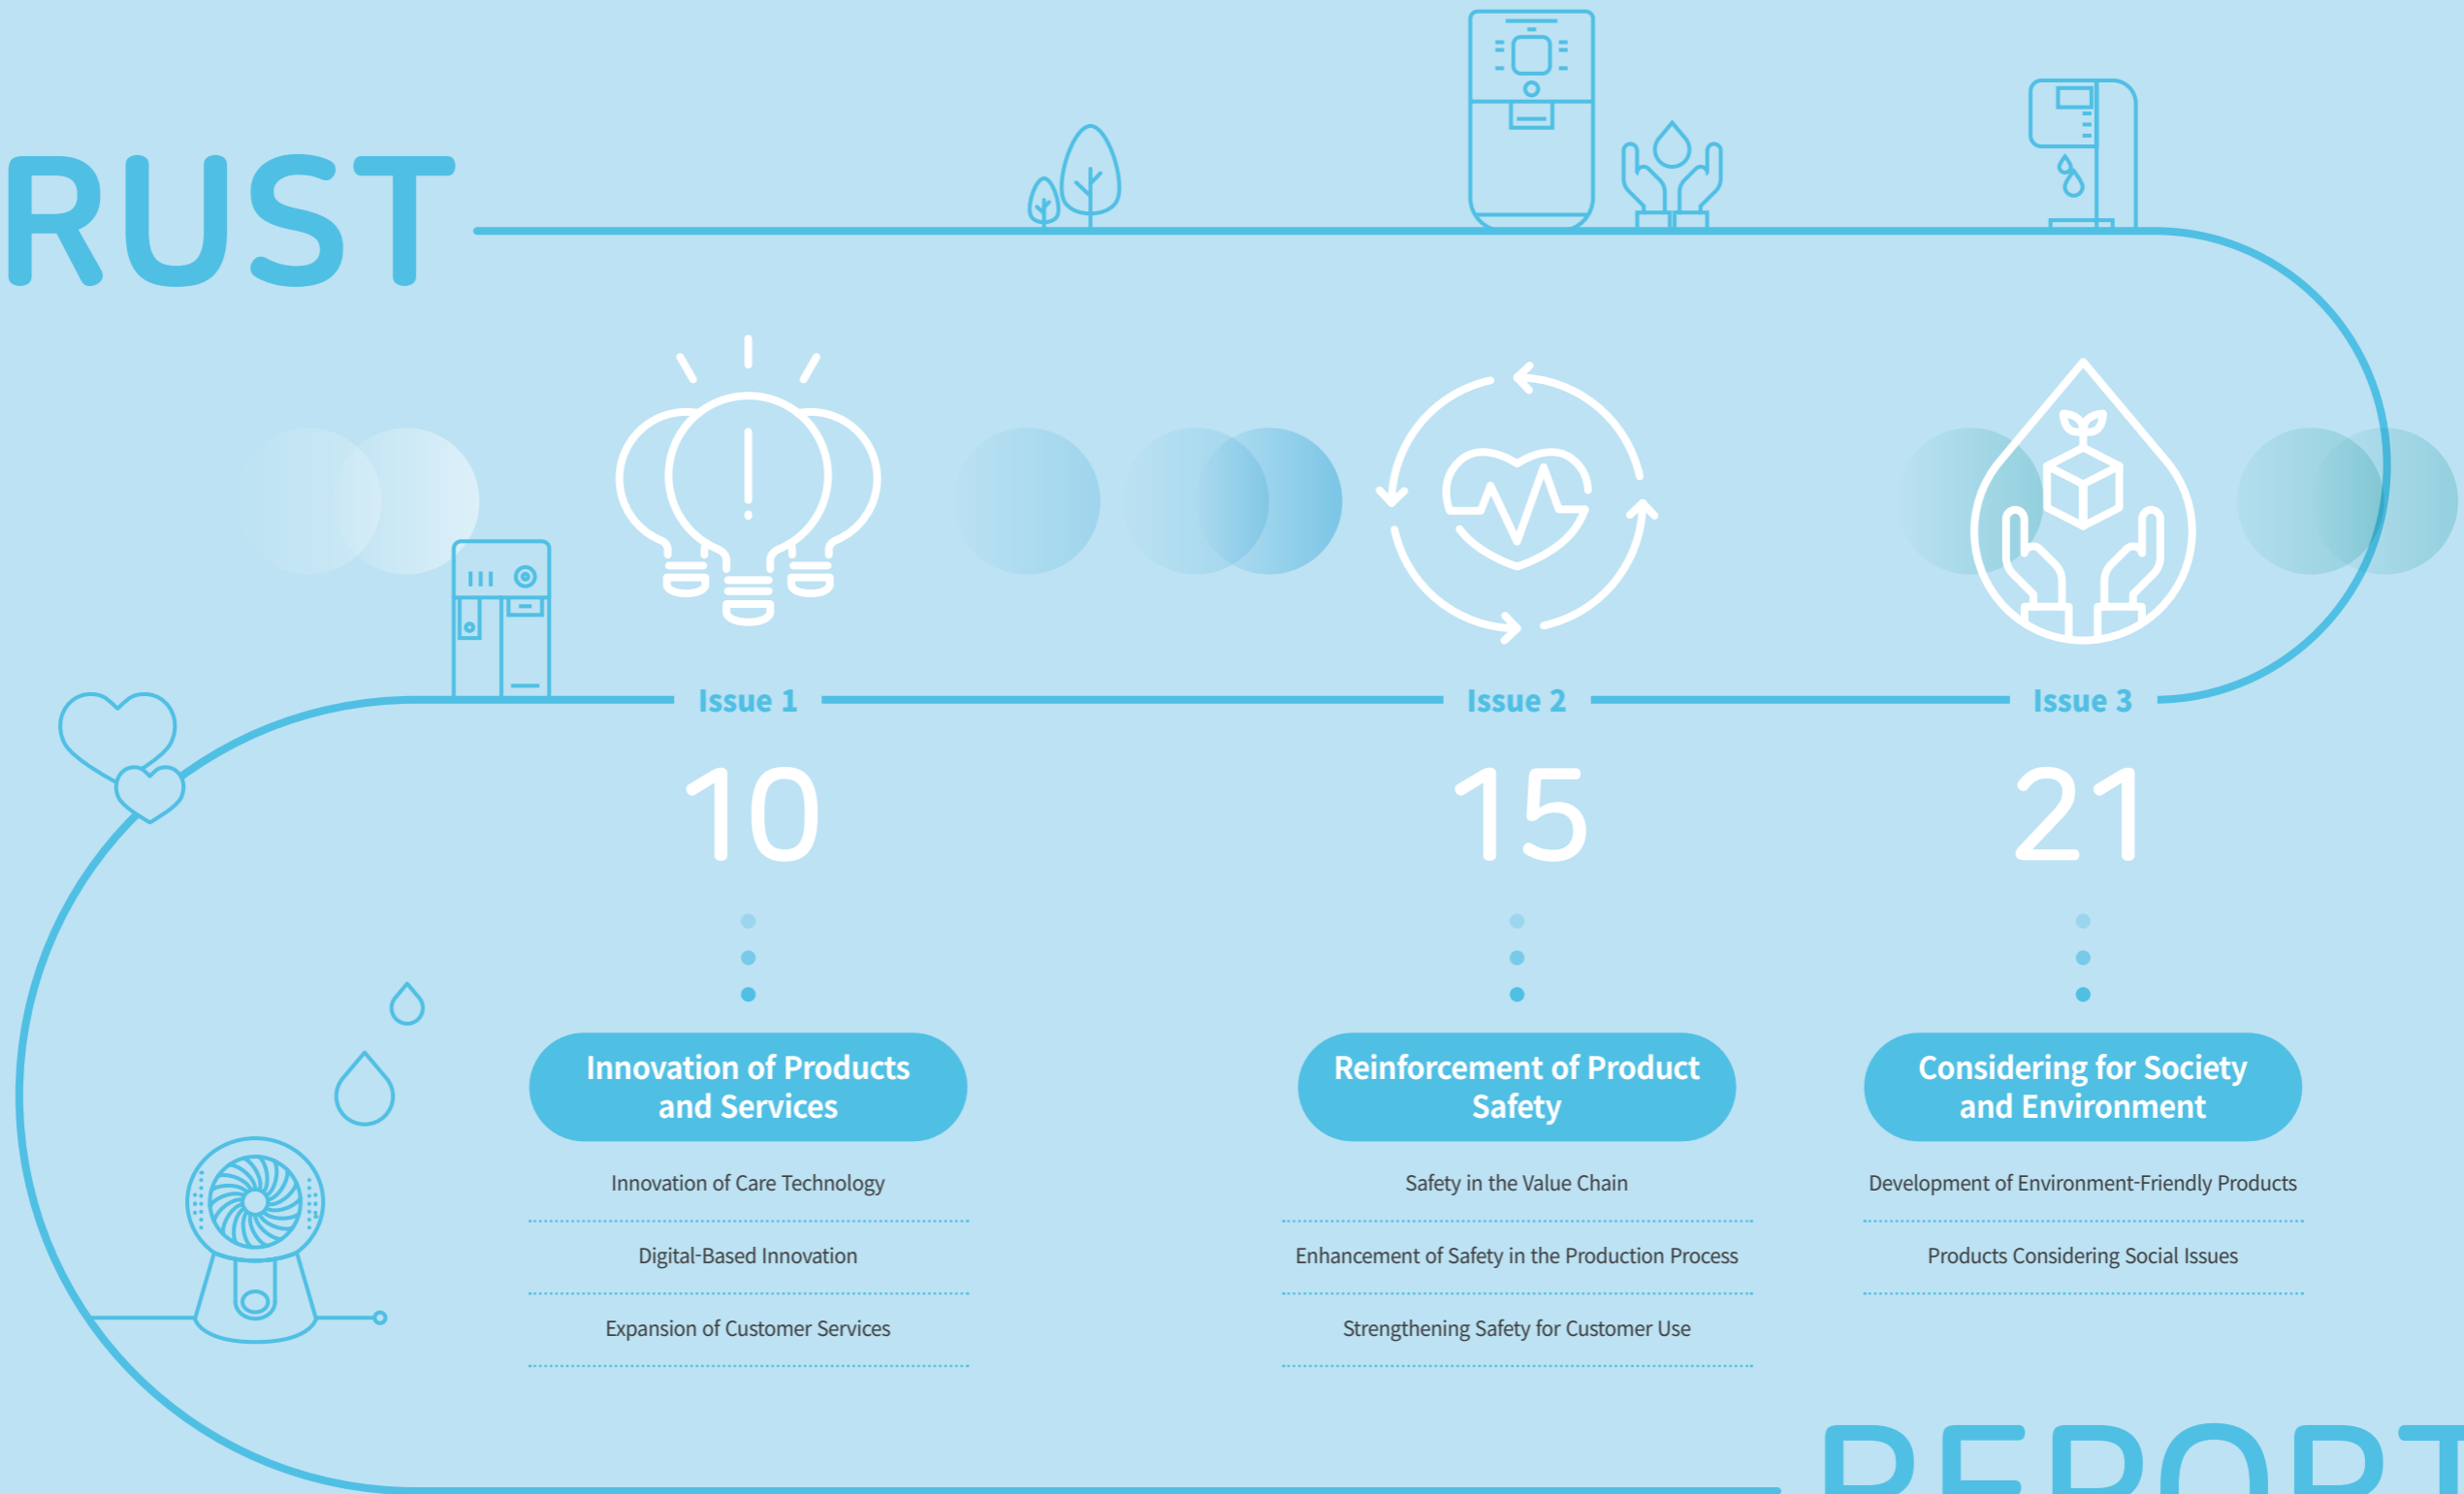 RUST
Issue 1
10
Innovation of Products
and Services
Innovation of Care Technology
Digital-Based Innovation
Expansion of Customer Services
Issue 2
15
Reinforcement of Product
Safety
Safety in the Value Chain
Enhancement of Safety in the Production Process
Strengthening Safety for Customer Use
Issue 3
21
Considering for Society
and Environment
Development of Environment-Friendly Products
Products Considering Social Issues
REPORT